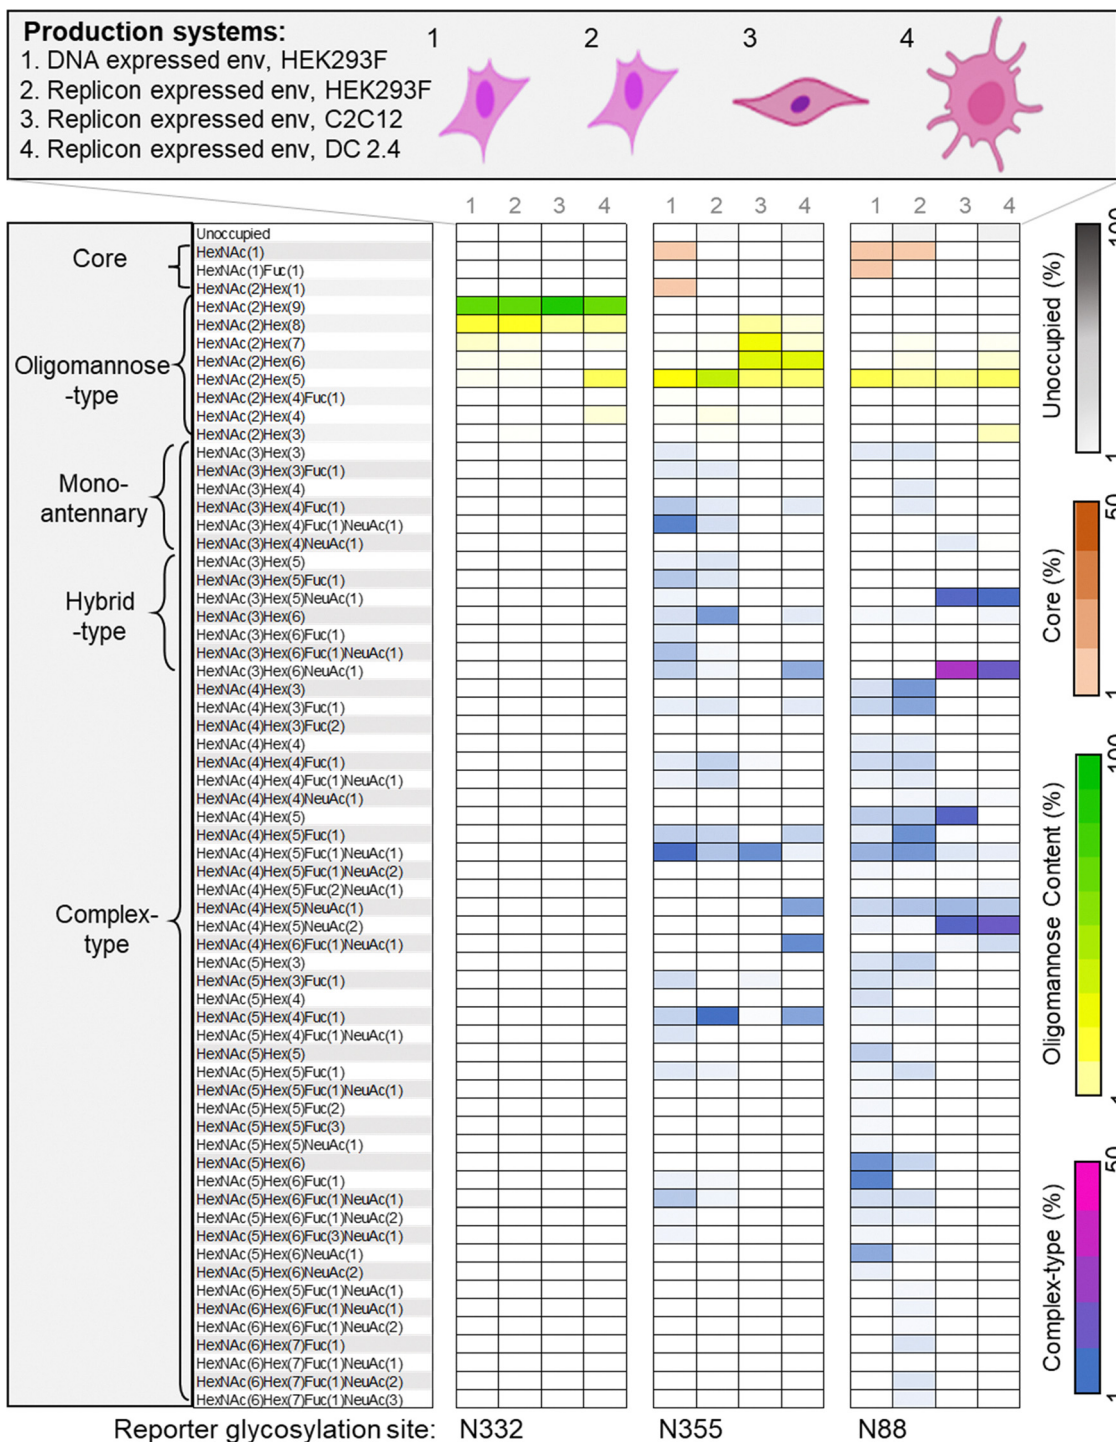 Production systems:
1. DNA expressed env, HEK293F
2. Replicon expressed env, HEK293F
3. Replicon expressed env, C2C12
4. Replicon expressed env, DC 2.4
1 2 3 4
1 2 3 4 1 2 3 4 1 2 3 4
Core
Oligomannose
-type
Mono-
antennary
Hybrid
-type
Complex-
type
Unoccupied
HexNAc(1)
HexNAc(1)Fuc(1)
HexNAc(2)Hex(1)
HexNAc(2)Hex(9)
HexNAc(2)Hex(8)
HexNAc(2)Hex(7)
HexNAc(2)Hex(6)
HexNAc(2)Hex(5)
HexNAc(2)Hex(4)Fuc(1)
HexNAc(2)Hex(4)
HexNAc(2)Hex(3)
HexNAc(3)Hex(3)
HexNAc(3)Hex(3)Fuc(1)
HexNAc(3)Hex(4)
HexNAc(3)Hex(4)Fuc(1)
HexNAc(3)Hex(4)Fuc(1)NeuAc(1)
HexNAc(3)Hex(4)NeuAc(1)
HexNAc(3)Hex(5)
HexNAc(3)Hex(5)Fuc(1)
HexNAc(3)Hex(5)NeuAc(1)
HexNAc(3)Hex(6)
HexNAc(3)Hex(6)Fuc(1)
HexNAc(3)Hex(6)Fuc(1)NeuAc(1)
HexNAc(3)Hex(6)NeuAc(1)
HexNAc(4)Hex(3)
HexNAc(4)Hex(3)Fuc(1)
HexNAc(4)Hex(3)Fuc(2)
HexNAc(4)Hex(4)
HexNAc(4)Hex(4)Fuc(1)
HexNAc(4)Hex(4)Fuc(1)NeuAc(1)
HexNAc(4)Hex(4)NeuAc(1)
HexNAc(4)Hex(5)
HexNAc(4)Hex(5)Fuc(1)
HexNAc(4)Hex(5)Fuc(1)NeuAc(1)
HexNAc(4)Hex(5)Fuc(1)NeuAc(2)
HexNAc(4)Hex(5)Fuc(2)NeuAc(1)
HexNAc(4)Hex(5)NeuAc(1)
HexNAc(4)Hex(5)NeuAc(2)
HexNAc(4)Hex(6)Fuc(1)NeuAc(1)
HexNAc(5)Hex(3)
HexNAc(5)Hex(3)Fuc(1)
HexNAc(5)Hex(4)
HexNAc(5)Hex(4)Fuc(1)
HexNAc(5)Hex(4)Fuc(1)NeuAc(1)
HexNAc(5)Hex(5)
HexNAc(5)Hex(5)Fuc(1)
HexNAc(5)Hex(5)Fuc(1)NeuAc(1)
HexNAc(5)Hex(5)Fuc(2)
HexNAc(5)Hex(5)Fuc(3)
HexNAc(5)Hex(5)NeuAc(1)
HexNAc(5)Hex(6)
HexNAc(5)Hex(6)Fuc(1)
HexNAc(5)Hex(6)Fuc(1)NeuAc(1)
HexNAc(5)Hex(6)Fuc(1)NeuAc(2)
HexNAc(5)Hex(6)Fuc(3)NeuAc(1)
HexNAc(5)Hex(6)NeuAc(1)
HexNAc(5)Hex(6)NeuAc(2)
HexNAc(6)Hex(5)Fuc(1)NeuAc(1)
HexNAc(6)Hex(6)Fuc(1)NeuAc(1)
HexNAc(6)Hex(6)Fuc(1)NeuAc(2)
HexNAc(6)Hex(7)Fuc(1)
HexNAc(6)Hex(7)Fuc(1)NeuAc(1)
HexNAc(6)Hex(7)Fuc(1)NeuAc(2)
HexNAc(6)Hex(7)Fuc(1)NeuAc(3)
Unoccupied (%)
100
1
Core (%)
50
1
Oligomannose Content (%)
100
1
Complex-type (%)
50
1
Reporter glycosylation site: N332 N355 N88